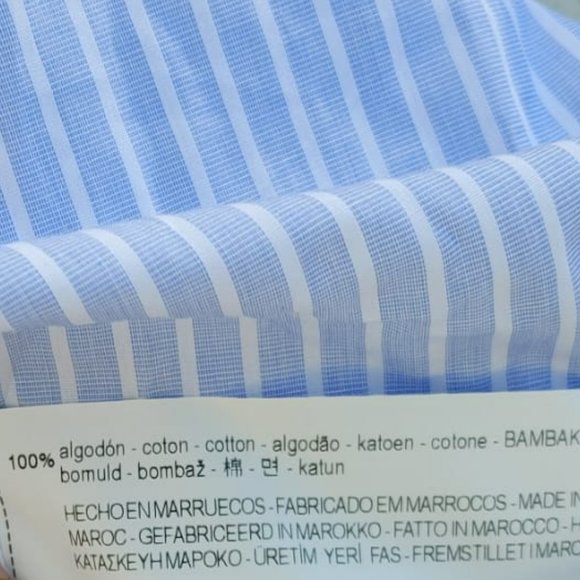 100% algodón - coton - cotton - algodão - katoen - cotone - BAMBAK
bomuld - bombaž - 棉 - 면 - katun
HECHO EN MARRUECOS - FABRICADO EM MARROCOS - MADE IN
MAROC - GEFABRICEERD IN MAROKKO - FATTO IN MAROCCO - H
ΚΑΤΑΣΚΕΥΗ ΜΑΡΟΚΟ - ÜRETİM YERİ FAS - FREMSTILLET I MAROC